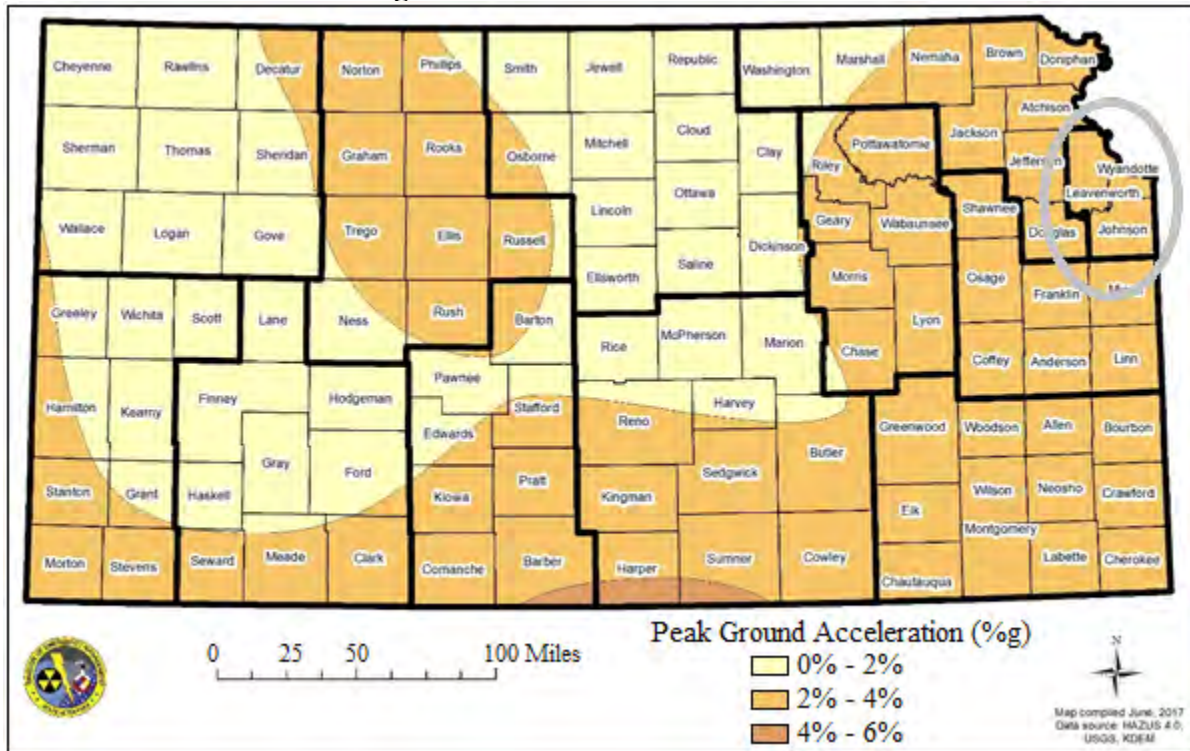 Cheyenne Rawlins Decatur Norton Phillips Smith Jewell Republic Washington Marshall Nemaha Brown Doniphan
Atchison
Sherman Thomas Sheridan Graham Rooks Osborne Mitchell Cloud Clay Riley Pottawatomie Jackson Jefferson
Wyandotte
Leavenworth
Wallace Logan Gove Trego Ellis Russell Lincoln Ottawa Dickinson Geary Wabaunsee Shawnee Douglas Johnson
Ellsworth Saline Morris Osage Franklin
Greeley Wichita Scott Lane Ness Rush Barton Rice McPherson Marion Chase Lyon Coffey Anderson Linn
Hamilton Kearny Finney Hodgeman Pawnee Stafford Edwards Reno Harvey Butler Greenwood Woodson Allen Bourbon
Stanton Grant Haskell Gray Ford Kiowa Pratt Kingman Sedgwick Elk Wilson Neosho Crawford
Montgomery
Morton Stevens Seward Meade Clark Comanche Barber Harper Sumner Cowley Chautauqua Labette Cherokee
0 25 50 100 Miles
Peak Ground Acceleration (%g)
0% - 2%
2% - 4%
4% - 6%
N
Map compiled June, 2017
Data source: HAZUS 4.0,
USGS, KDEM